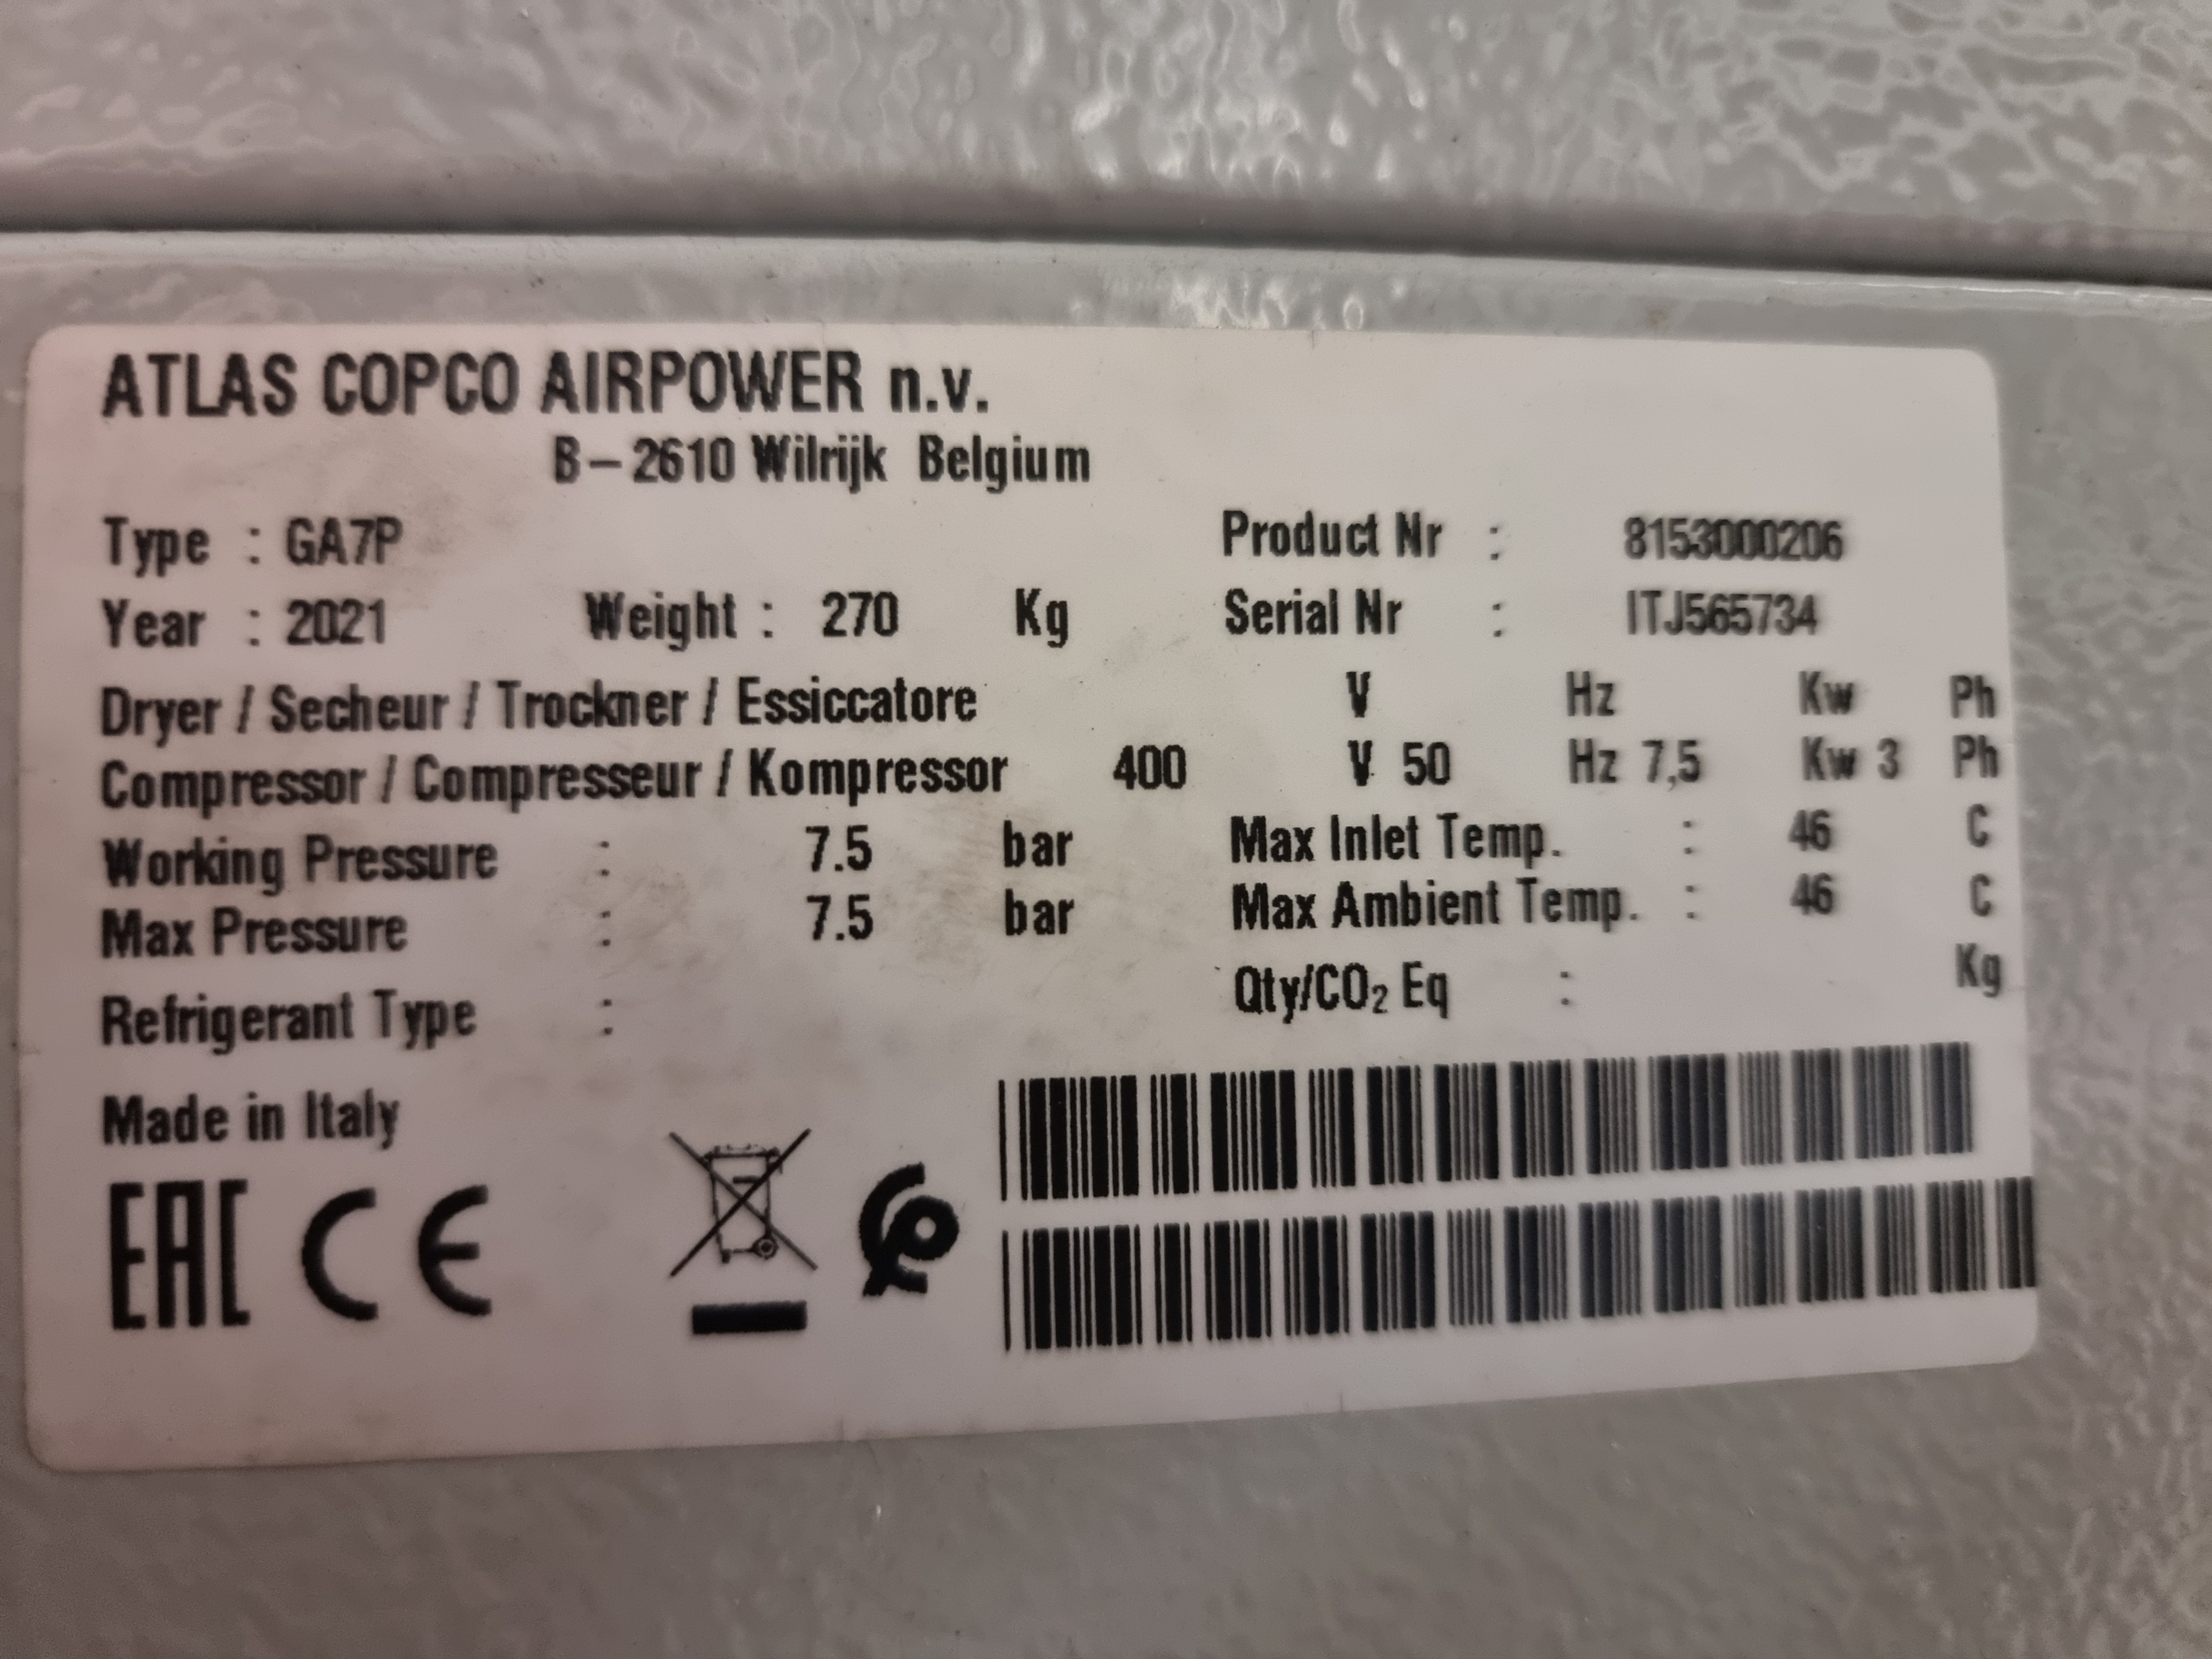 ATLAS COPCO AIRPOWER n.v.
B-2610 Wilrijk Belgium
Type : GA7P Product Nr : 8153000206
Year : 2021 Weight : 270 Kg Serial Nr : ITJ565734
Dryer / Secheur / Trockner / Essiccatore V Hz Kw Ph
Compressor / Compresseur / Kompressor 400 V 50 Hz 7,5 Kw 3 Ph
Working Pressure : 7.5 bar Max Inlet Temp. : 46 C
Max Pressure : 7.5 bar Max Ambient Temp. : 46 C
Refrigerant Type : Qty/CO₂ Eq : Kg
Made in Italy
EAC CE